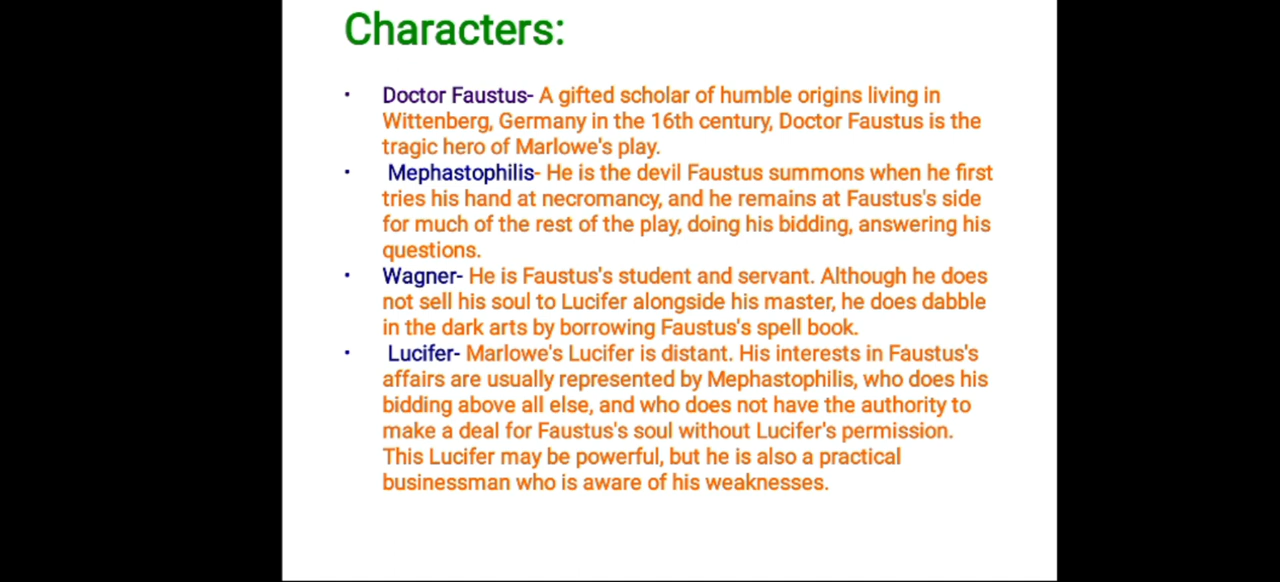 Characters:
• Doctor Faustus- A gifted scholar of humble origins living in
Wittenberg, Germany in the 16th century, Doctor Faustus is the
tragic hero of Marlowe's play.
• Mephastophilis- He is the devil Faustus summons when he first
tries his hand at necromancy, and he remains at Faustus's side
for much of the rest of the play, doing his bidding, answering his
questions.
• Wagner- He is Faustus's student and servant. Although he does
not sell his soul to Lucifer alongside his master, he does dabble
in the dark arts by borrowing Faustus's spell book.
• Lucifer- Marlowe's Lucifer is distant. His interests in Faustus's
affairs are usually represented by Mephastophilis, who does his
bidding above all else, and who does not have the authority to
make a deal for Faustus's soul without Lucifer's permission.
This Lucifer may be powerful, but he is also a practical
businessman who is aware of his weaknesses.